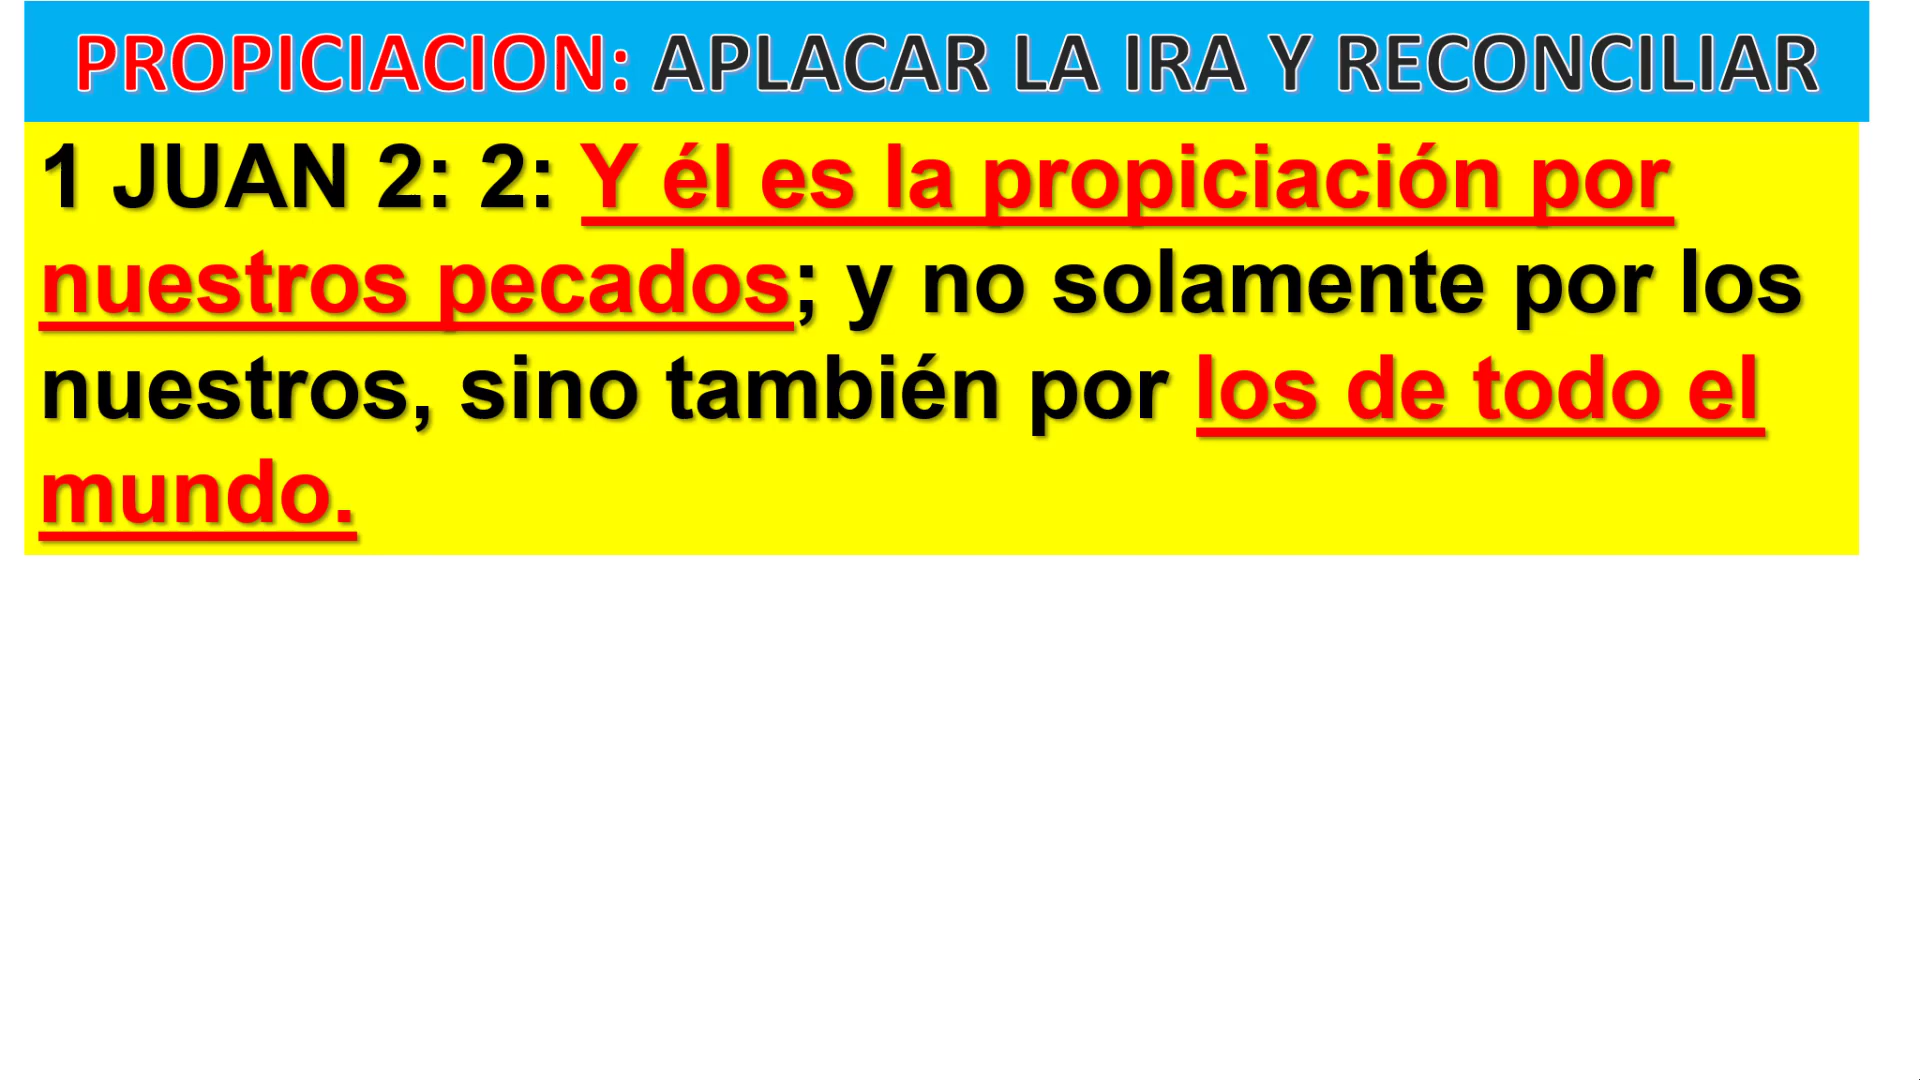 PROPICIACION: APLACAR LA IRA Y RECONCILIAR
1 JUAN 2: 2: Y él es la propiciación por
nuestros pecados; y no solamente por los
nuestros, sino también por los de todo el
mundo.